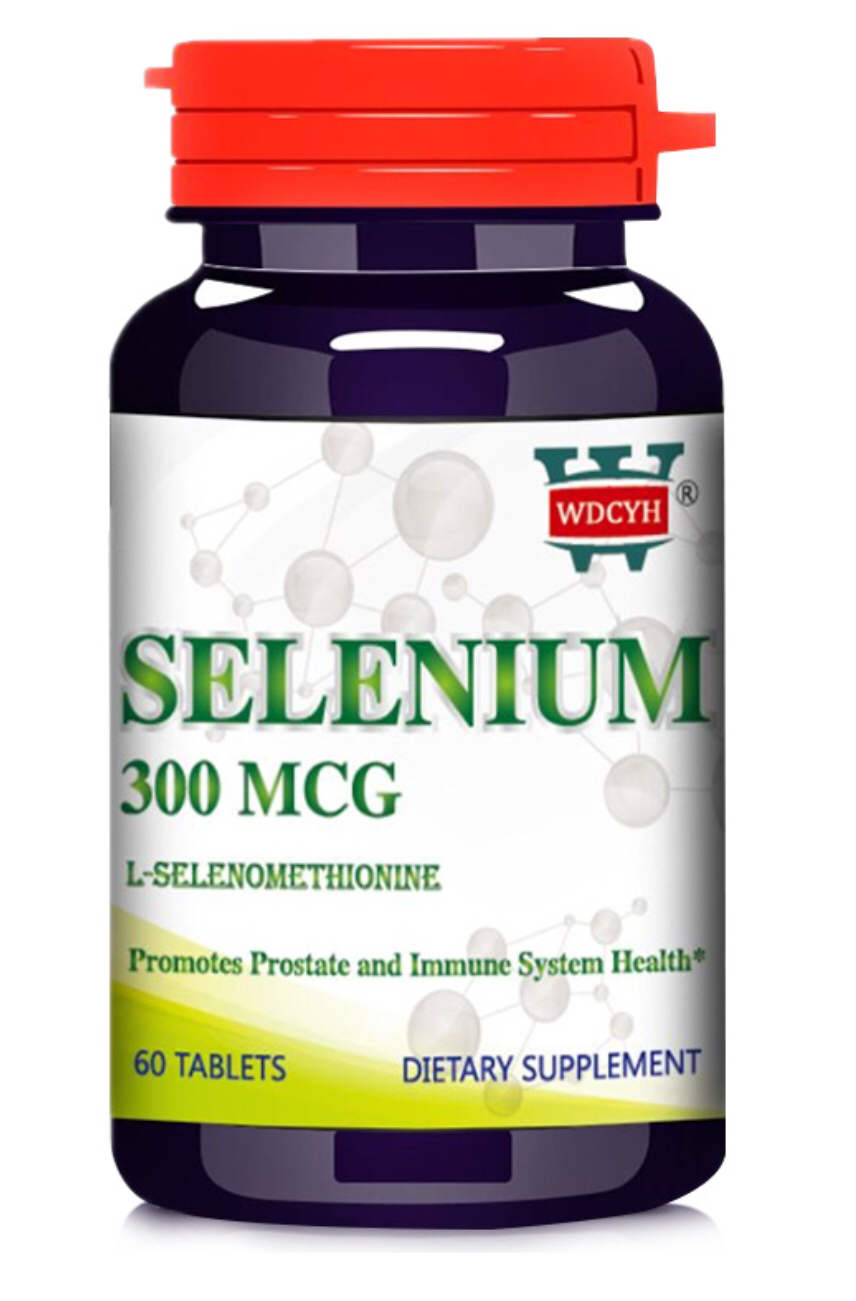 WDCYH ®
SELENIUM
300 MCG
L-SELENOMETHIONINE
Promotes Prostate and Immune System Health*
60 TABLETS DIETARY SUPPLEMENT